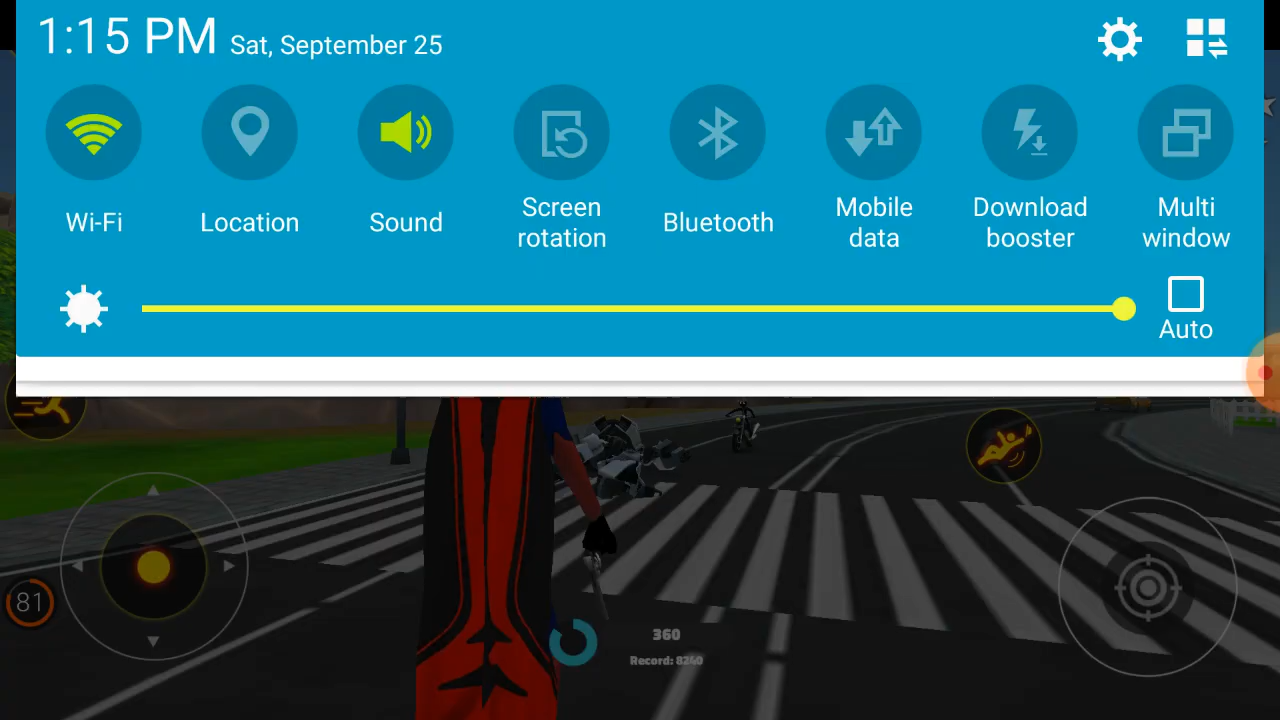 1:15 PM Sat, September 25
Wi-Fi
Location
Sound
Screen
rotation
Bluetooth
Mobile
data
Download
booster
Multi
window
Auto
81
360
Record: 8240